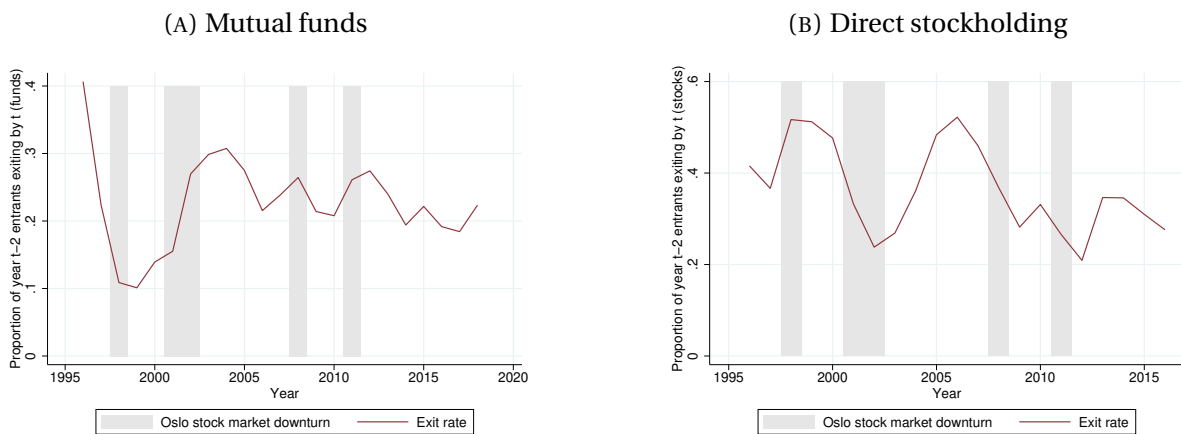 (A) Mutual funds
Proportion of year t−2 entrants exiting by t (funds)
.4
.3
.2
.1
0
1995 2000 2005 2010 2015 2020
Year
Oslo stock market downturn Exit rate
(B) Direct stockholding
Proportion of year t−2 entrants exiting by t (stocks)
.6
.4
.2
0
1995 2000 2005 2010 2015
Year
Oslo stock market downturn Exit rate